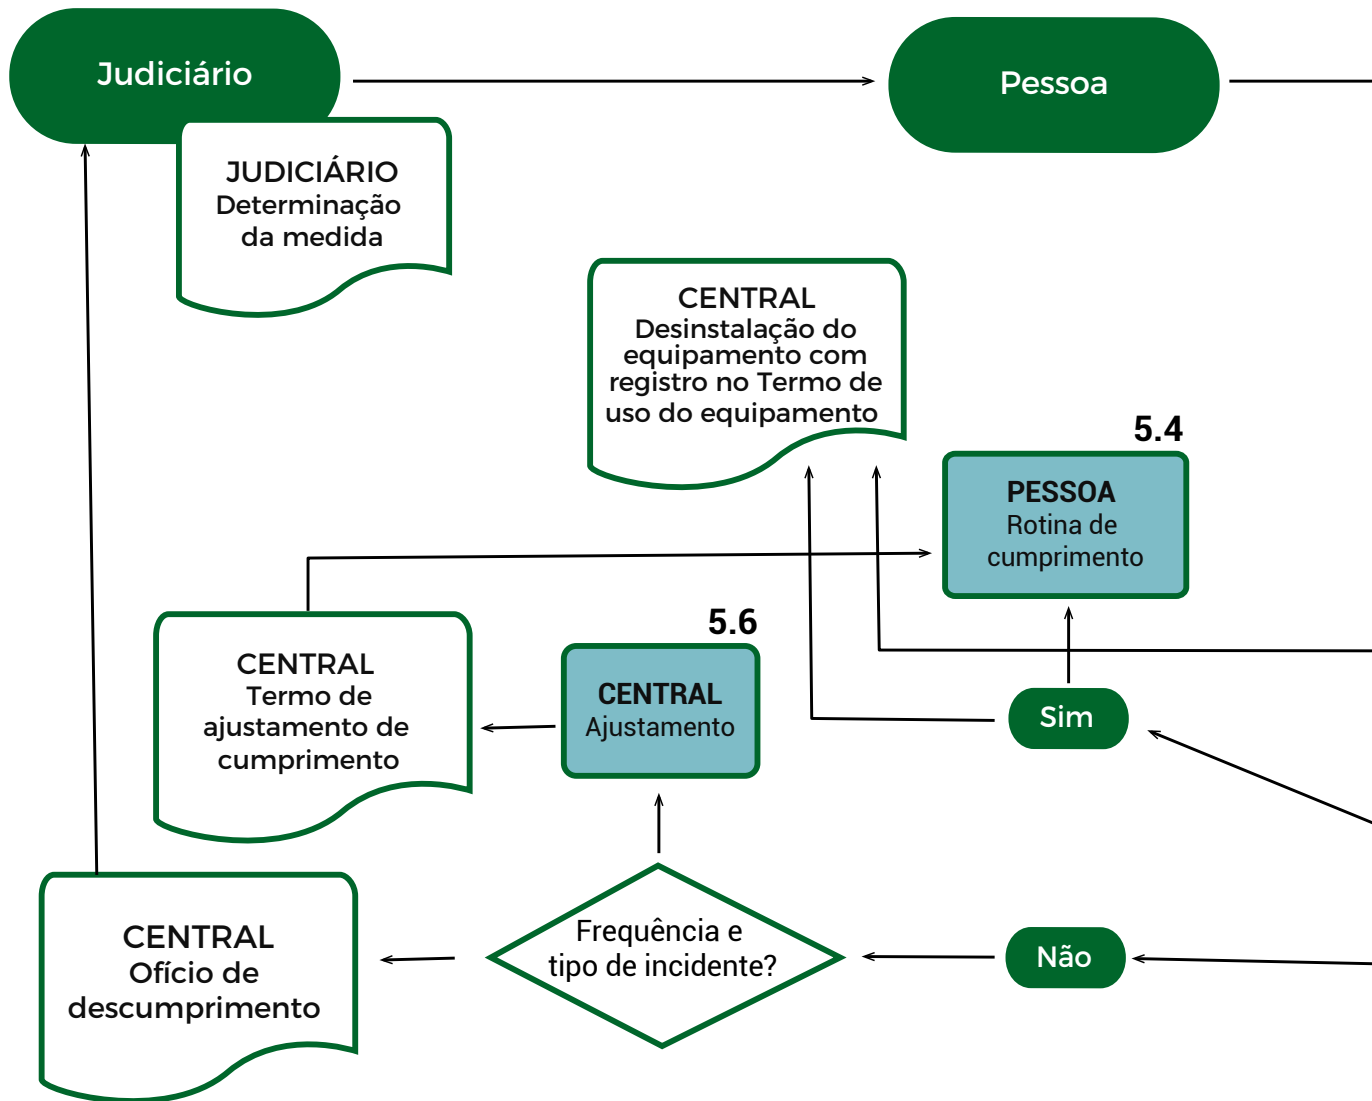 Judiciário
Pessoa
JUDICIÁRIO
Determinação
da medida
CENTRAL
Desinstalação do
equipamento com
registro no Termo de
uso do equipamento
5.4
PESSOA
Rotina de
cumprimento
5.6
CENTRAL
Termo de
ajustamento de
cumprimento
CENTRAL
Ajustamento
Sim
CENTRAL
Ofício de
descumprimento
Frequência e
tipo de incidente?
Não